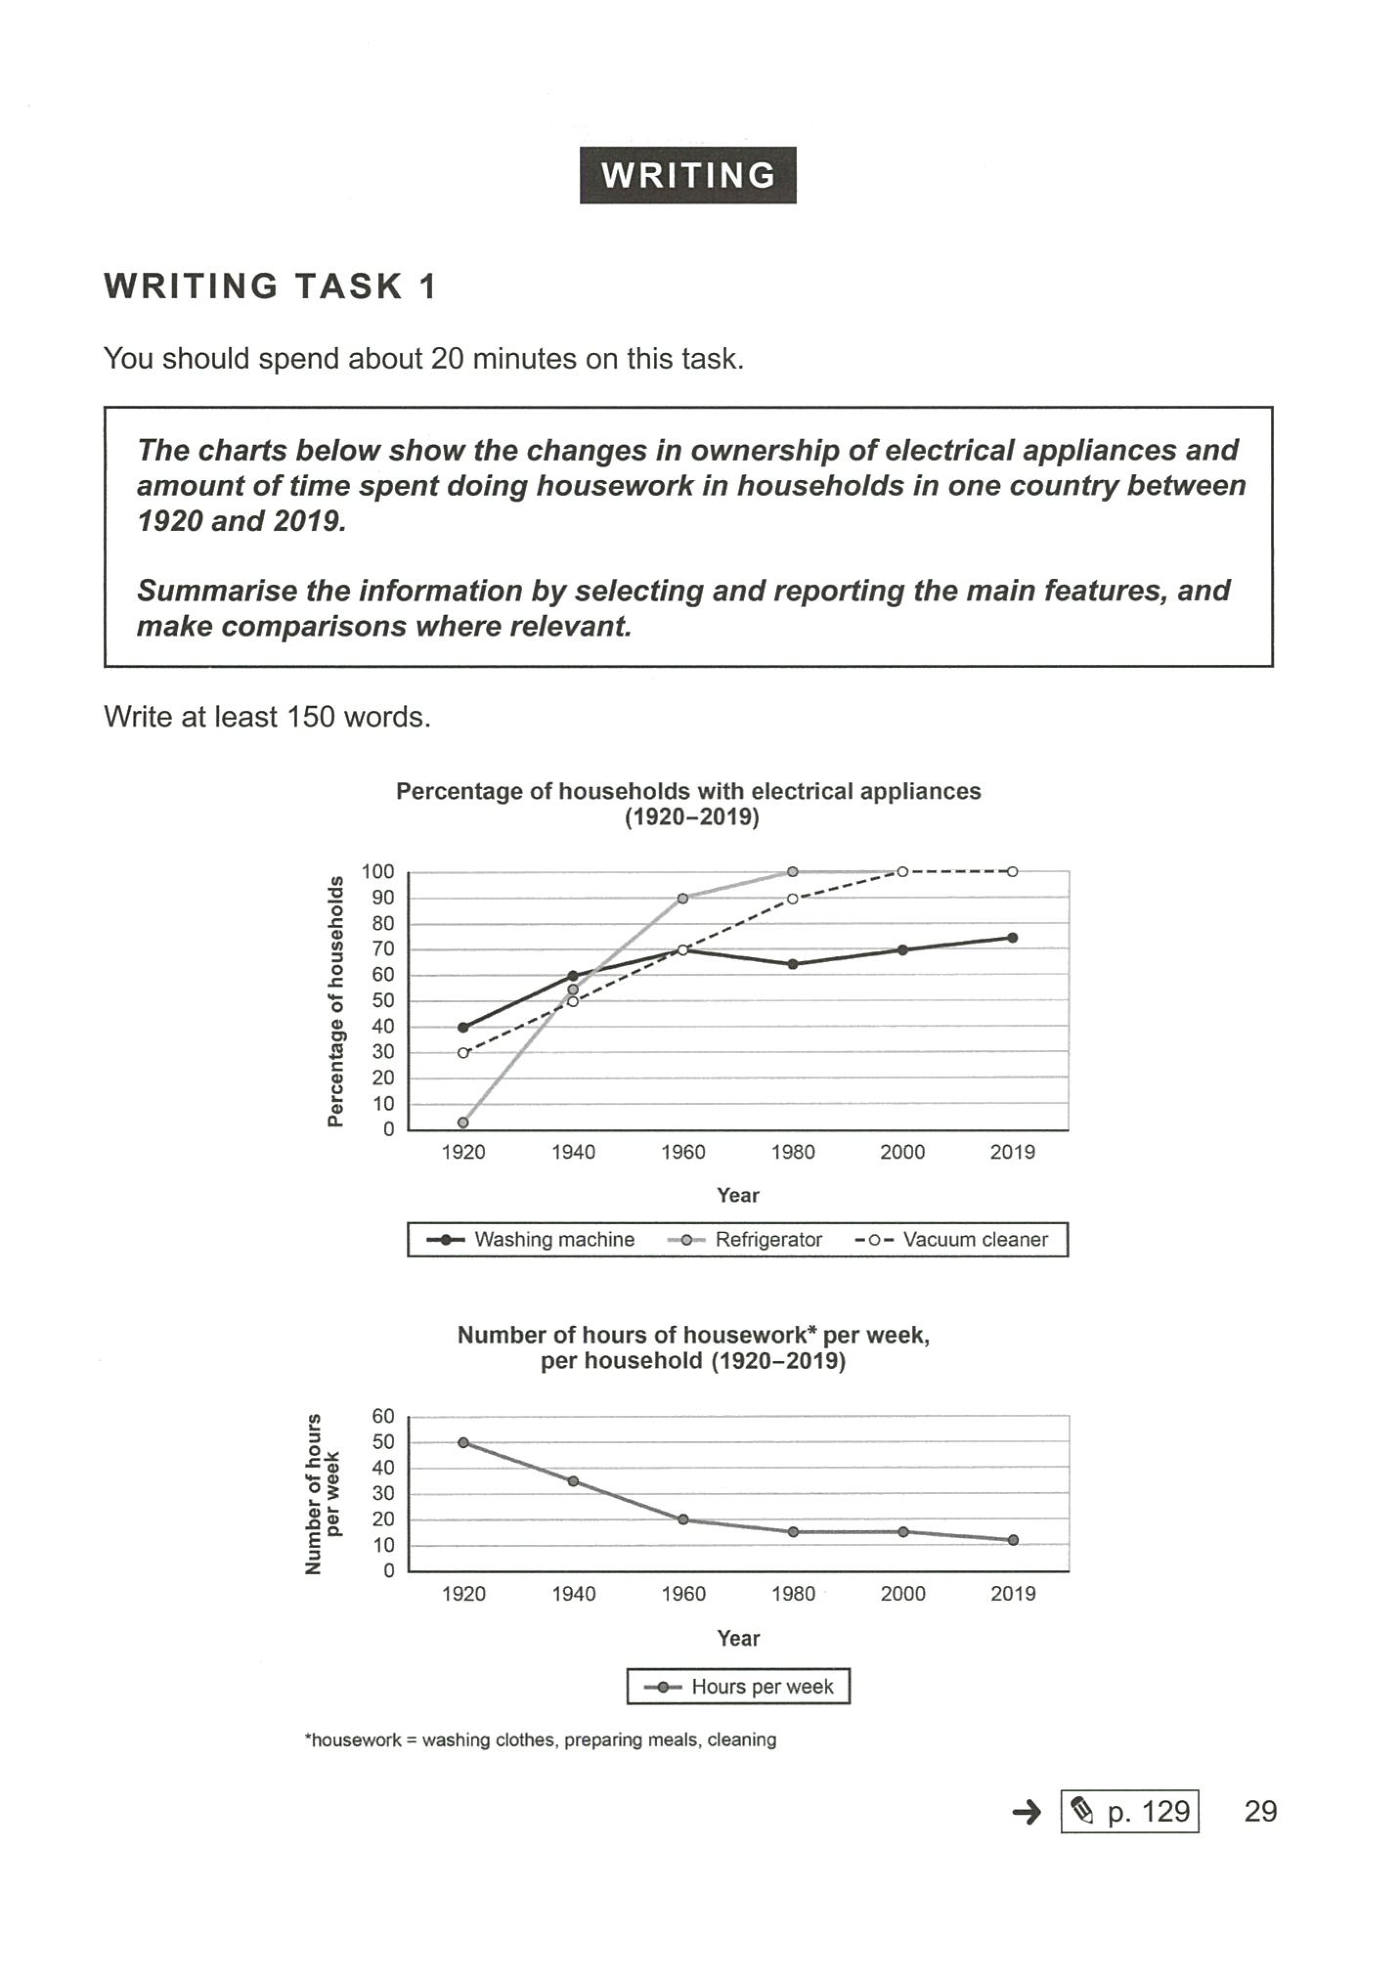 WRITING
WRITING TASK 1
You should spend about 20 minutes on this task.
The charts below show the changes in ownership of electrical appliances and
amount of time spent doing housework in households in one country between
1920 and 2019.
Summarise the information by selecting and reporting the main features, and
make comparisons where relevant.
Write at least 150 words.
Percentage of households with electrical appliances
(1920–2019)
Percentage of households
100
90
80
70
60
50
40
30
20
10
0
1920 1940 1960 1980 2000 2019
Year
Washing machine Refrigerator Vacuum cleaner
Number of hours of housework* per week,
per household (1920–2019)
Number of hours
per week
60
50
40
30
20
10
0
1920 1940 1960 1980 2000 2019
Year
Hours per week
*housework = washing clothes, preparing meals, cleaning
→ p. 129 29